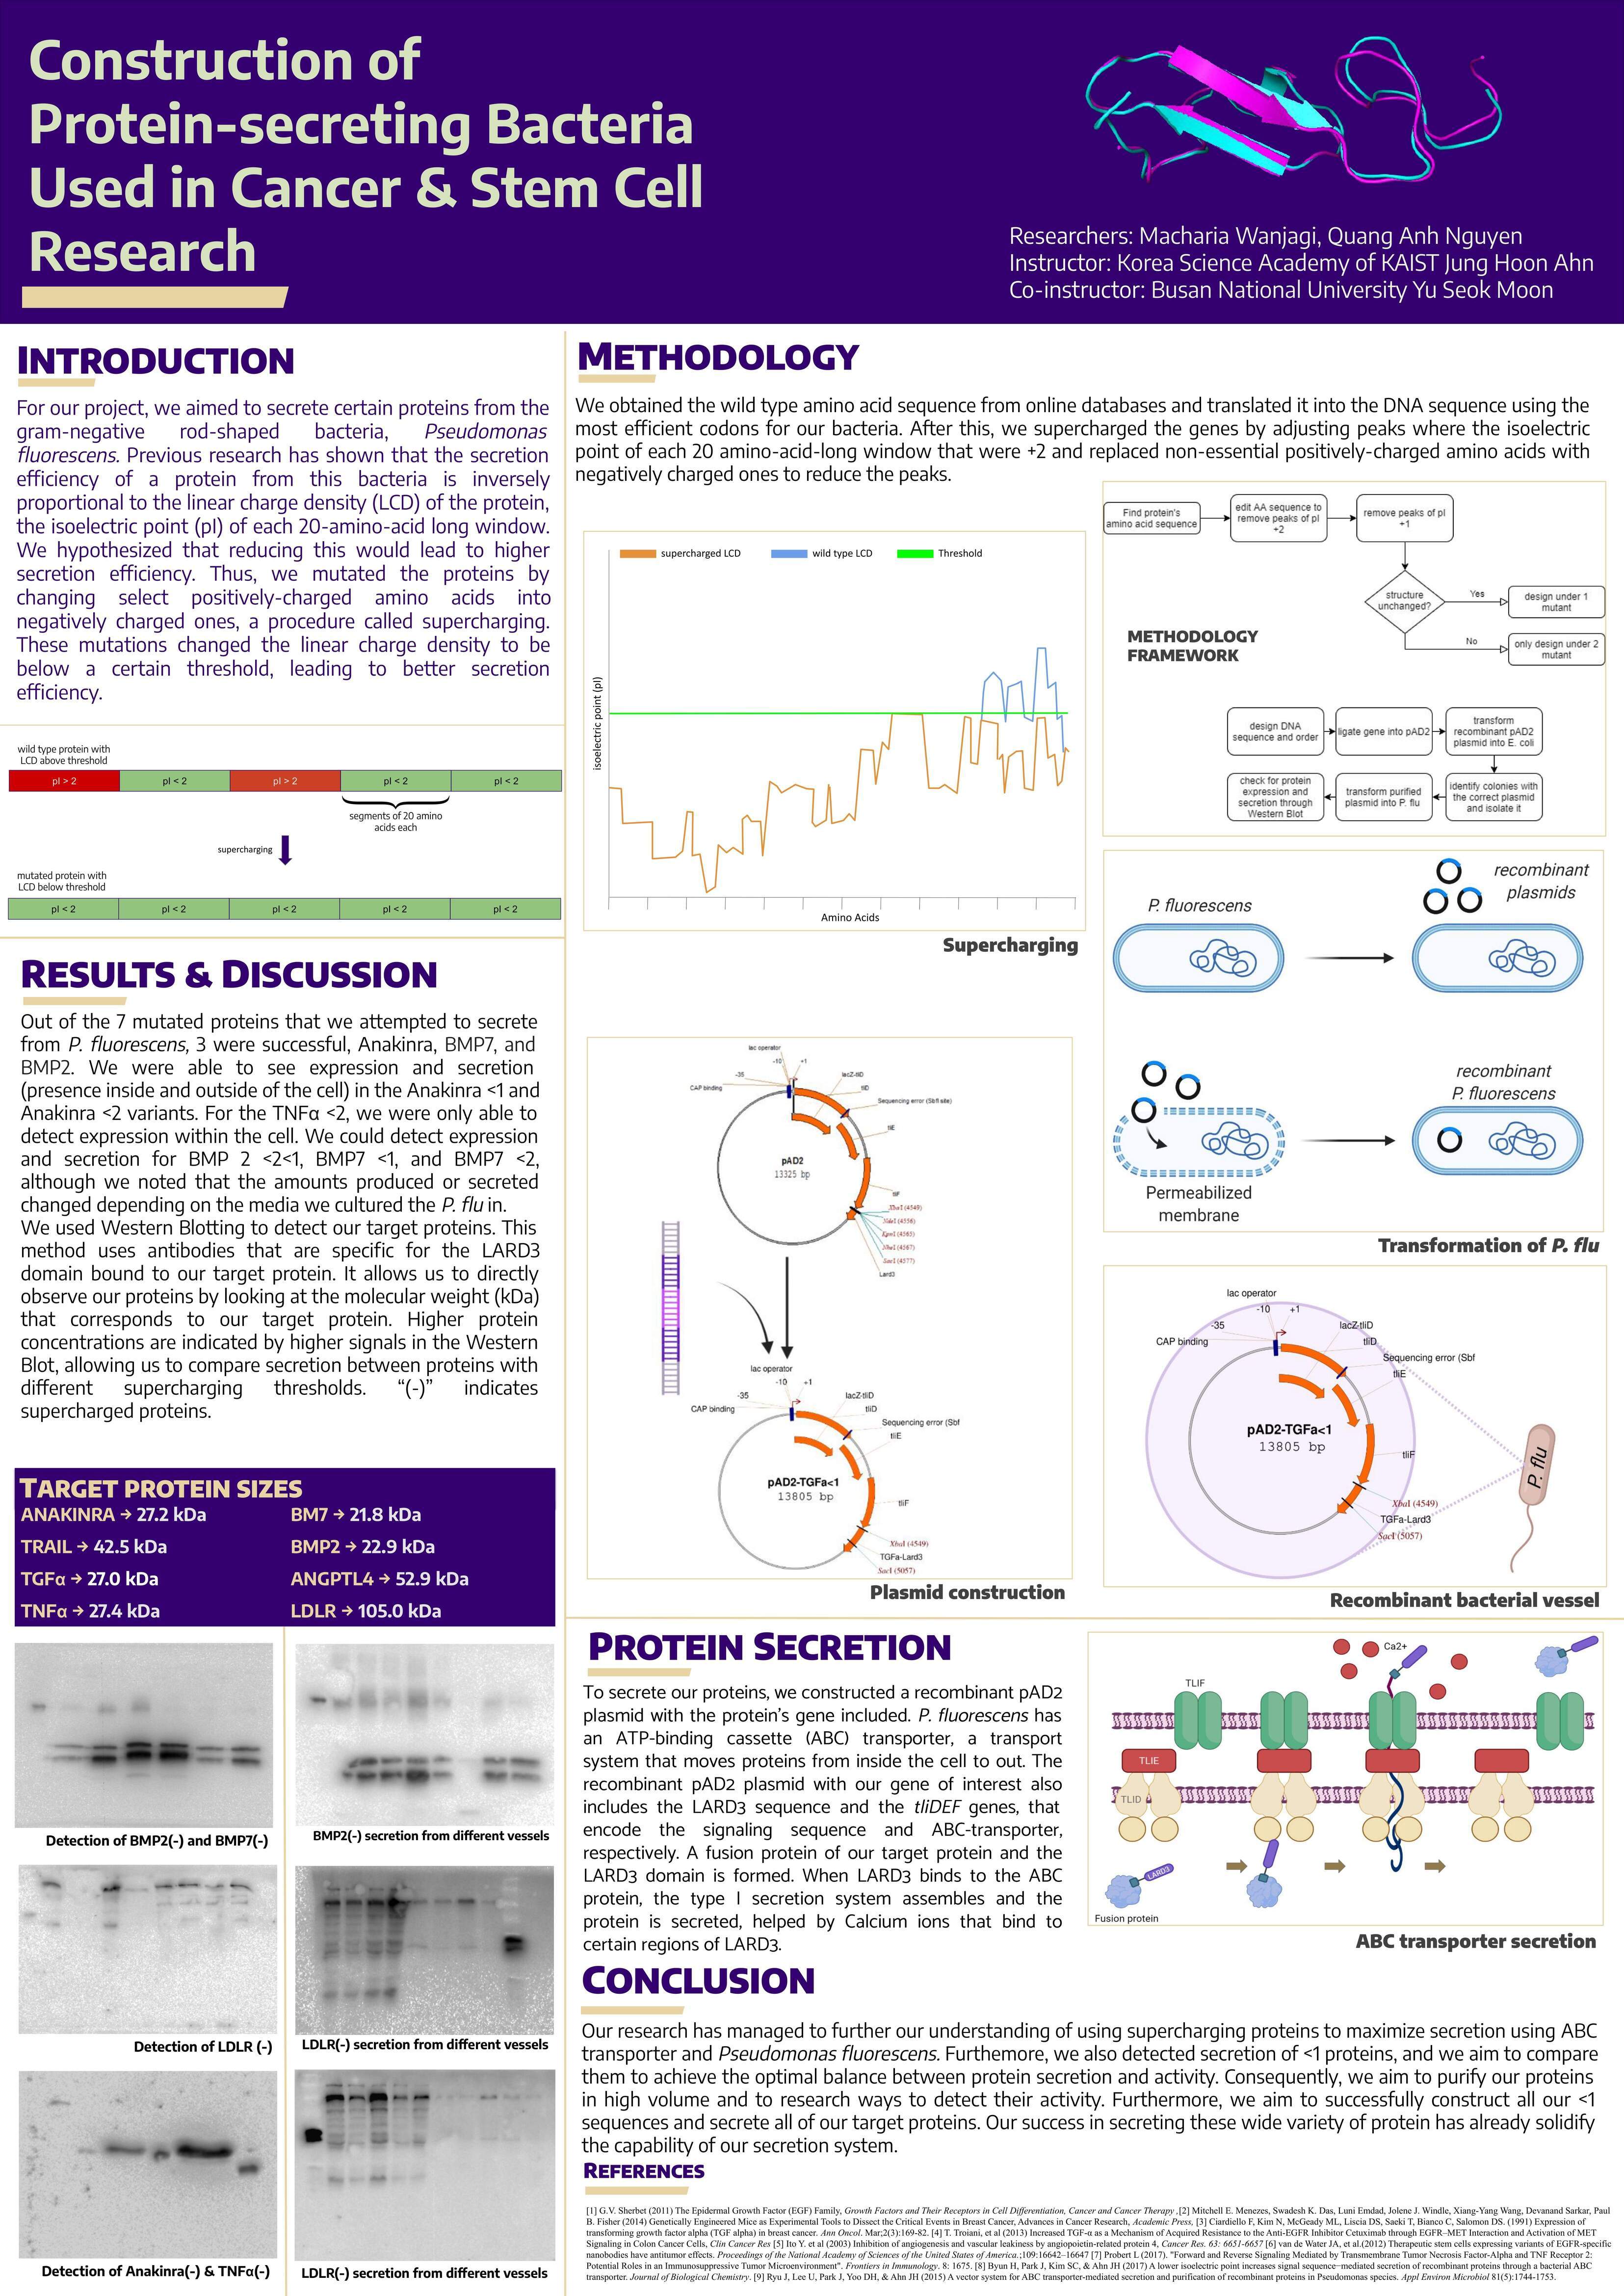 Construction of
Protein-secreting Bacteria
Used in Cancer & Stem Cell
Research
Researchers: Macharia Wanjagi, Quang Anh Nguyen
Instructor: Korea Science Academy of KAIST Jung Hoon Ahn
Co-instructor: Busan National University Yu Seok Moon
INTRODUCTION
For our project, we aimed to secrete certain proteins from the
gram-negative rod-shaped bacteria, Pseudomonas
fluorescens. Previous research has shown that the secretion
efficiency of a protein from this bacteria is inversely
proportional to the linear charge density (LCD) of the protein,
the isoelectric point (pI) of each 20-amino-acid long window.
We hypothesized that reducing this would lead to higher
secretion efficiency. Thus, we mutated the proteins by
changing select positively-charged amino acids into
negatively charged ones, a procedure called supercharging.
These mutations changed the linear charge density to be
below a certain threshold, leading to better secretion
efficiency.
wild type protein with
LCD above threshold
pI > 2
pI < 2
pI > 2
pI < 2
pI < 2
segments of 20 amino
acids each
supercharging
mutated protein with
LCD below threshold
pI < 2
pI < 2
pI < 2
pI < 2
pI < 2
RESULTS & DISCUSSION
Out of the 7 mutated proteins that we attempted to secrete
from P. fluorescens, 3 were successful, Anakinra, BMP7, and
BMP2. We were able to see expression and secretion
(presence inside and outside of the cell) in the Anakinra <1 and
Anakinra <2 variants. For the TNFα <2, we were only able to
detect expression within the cell. We could detect expression
and secretion for BMP 2 <2<1, BMP7 <1, and BMP7 <2,
although we noted that the amounts produced or secreted
changed depending on the media we cultured the P. flu in.
We used Western Blotting to detect our target proteins. This
method uses antibodies that are specific for the LARD3
domain bound to our target protein. It allows us to directly
observe our proteins by looking at the molecular weight (kDa)
that corresponds to our target protein. Higher protein
concentrations are indicated by higher signals in the Western
Blot, allowing us to compare secretion between proteins with
different supercharging thresholds. “(-)” indicates
supercharged proteins.
TARGET PROTEIN SIZES
ANAKINRA → 27.2 kDa
TRAIL → 42.5 kDa
TGFα → 27.0 kDa
TNFα → 27.4 kDa
BM7 → 21.8 kDa
BMP2 → 22.9 kDa
ANGPTL4 → 52.9 kDa
LDLR → 105.0 kDa
Detection of BMP2(-) and BMP7(-)
BMP2(-) secretion from different vessels
Detection of LDLR (-)
LDLR(-) secretion from different vessels
Detection of Anakinra(-) & TNFα(-)
LDLR(-) secretion from different vessels
METHODOLOGY
We obtained the wild type amino acid sequence from online databases and translated it into the DNA sequence using the
most efficient codons for our bacteria. After this, we supercharged the genes by adjusting peaks where the isoelectric
point of each 20 amino-acid-long window that were +2 and replaced non-essential positively-charged amino acids with
negatively charged ones to reduce the peaks.
supercharged LCD
wild type LCD
Threshold
isoelectric point (pI)
Amino Acids
Supercharging
Find protein's
amino acid sequence
edit AA sequence to
remove peaks of pI
+2
remove peaks of pI
+1
structure
unchanged?
Yes
design under 1
mutant
No
only design under 2
mutant
METHODOLOGY
FRAMEWORK
design DNA
sequence and order
ligate gene into pAD2
transform
recombinant pAD2
plasmid into E. coli
identify colonies with
the correct plasmid
and isolate it
transform purified
plasmid into P. flu
check for protein
expression and
secretion through
Western Blot
P. fluorescens
recombinant
plasmids
Permeabilized
membrane
recombinant
P. fluorescens
Transformation of P. flu
lac operator
-10
+1
-35
CAP binding
lacZ-tliD
tliD
Sequencing error (SbfI site)
tliE
pAD2
13325 bp
tliF
XbaI (4549)
NdeI (4556)
KpnI (4565)
NheI (4567)
SacI (4577)
Lard3
lac operator
-10
+1
-35
CAP binding
lacZ-tliD
tliD
Sequencing error (Sbf
tliE
pAD2-TGFa<1
13805 bp
tliF
XbaI (4549)
TGFa-Lard3
SacI (5057)
Plasmid construction
lac operator
-10
+1
-35
CAP binding
lacZ-tliD
tliD
Sequencing error (Sbf
tliE
pAD2-TGFa<1
13805 bp
tliF
XbaI (4549)
TGFa-Lard3
SacI (5057)
P. flu
Recombinant bacterial vessel
PROTEIN SECRETION
To secrete our proteins, we constructed a recombinant pAD2
plasmid with the protein’s gene included. P. fluorescens has
an ATP-binding cassette (ABC) transporter, a transport
system that moves proteins from inside the cell to out. The
recombinant pAD2 plasmid with our gene of interest also
includes the LARD3 sequence and the tliDEF genes, that
encode the signaling sequence and ABC-transporter,
respectively. A fusion protein of our target protein and the
LARD3 domain is formed. When LARD3 binds to the ABC
protein, the type I secretion system assembles and the
protein is secreted, helped by Calcium ions that bind to
certain regions of LARD3.
Ca2+
TLIF
TLIE
TLID
LARD3
Fusion protein
ABC transporter secretion
CONCLUSION
Our research has managed to further our understanding of using supercharging proteins to maximize secretion using ABC
transporter and Pseudomonas fluorescens. Furthemore, we also detected secretion of <1 proteins, and we aim to compare
them to achieve the optimal balance between protein secretion and activity. Consequently, we aim to purify our proteins
in high volume and to research ways to detect their activity. Furthermore, we aim to successfully construct all our <1
sequences and secrete all of our target proteins. Our success in secreting these wide variety of protein has already solidify
the capability of our secretion system.
REFERENCES
[1] G.V. Sherbet (2011) The Epidermal Growth Factor (EGF) Family, Growth Factors and Their Receptors in Cell Differentiation, Cancer and Cancer Therapy ,[2] Mitchell E. Menezes, Swadesh K. Das, Luni Emdad, Jolene J. Windle, Xiang-Yang Wang, Devanand Sarkar, Paul
B. Fisher (2014) Genetically Engineered Mice as Experimental Tools to Dissect the Critical Events in Breast Cancer, Advances in Cancer Research, Academic Press, [3] Ciardiello F, Kim N, McGeady ML, Liscia DS, Saeki T, Bianco C, Salomon DS. (1991) Expression of
transforming growth factor alpha (TGF alpha) in breast cancer. Ann Oncol. Mar;2(3):169-82. [4] T. Troiani, et al (2013) Increased TGF-α as a Mechanism of Acquired Resistance to the Anti-EGFR Inhibitor Cetuximab through EGFR–MET Interaction and Activation of MET
Signaling in Colon Cancer Cells, Clin Cancer Res [5] Ito Y. et al (2003) Inhibition of angiogenesis and vascular leakiness by angiopoietin-related protein 4, Cancer Res. 63: 6651-6657 [6] van de Water JA, et al.(2012) Therapeutic stem cells expressing variants of EGFR-specific
nanobodies have antitumor effects. Proceedings of the National Academy of Sciences of the United States of America.;109:16642–16647 [7] Probert L. (2017). "Forward and Reverse Signaling Mediated by Transmembrane Tumor Necrosis Factor-Alpha and TNF Receptor 2:
Potential Roles in an Immunosuppressive Tumor Microenvironment". Frontiers in Immunology. 8: 1675. [8] Byun H, Park J, Kim SC, & Ahn JH (2017) A lower isoelectric point increases signal sequence−mediated secretion of recombinant proteins through a bacterial ABC
transporter. Journal of Biological Chemistry. [9] Ryu J, Lee U, Park J, Yoo DH, & Ahn JH (2015) A vector system for ABC transporter-mediated secretion and purification of recombinant proteins in Pseudomonas species. Appl Environ Microbiol 81(5):1744-1753.